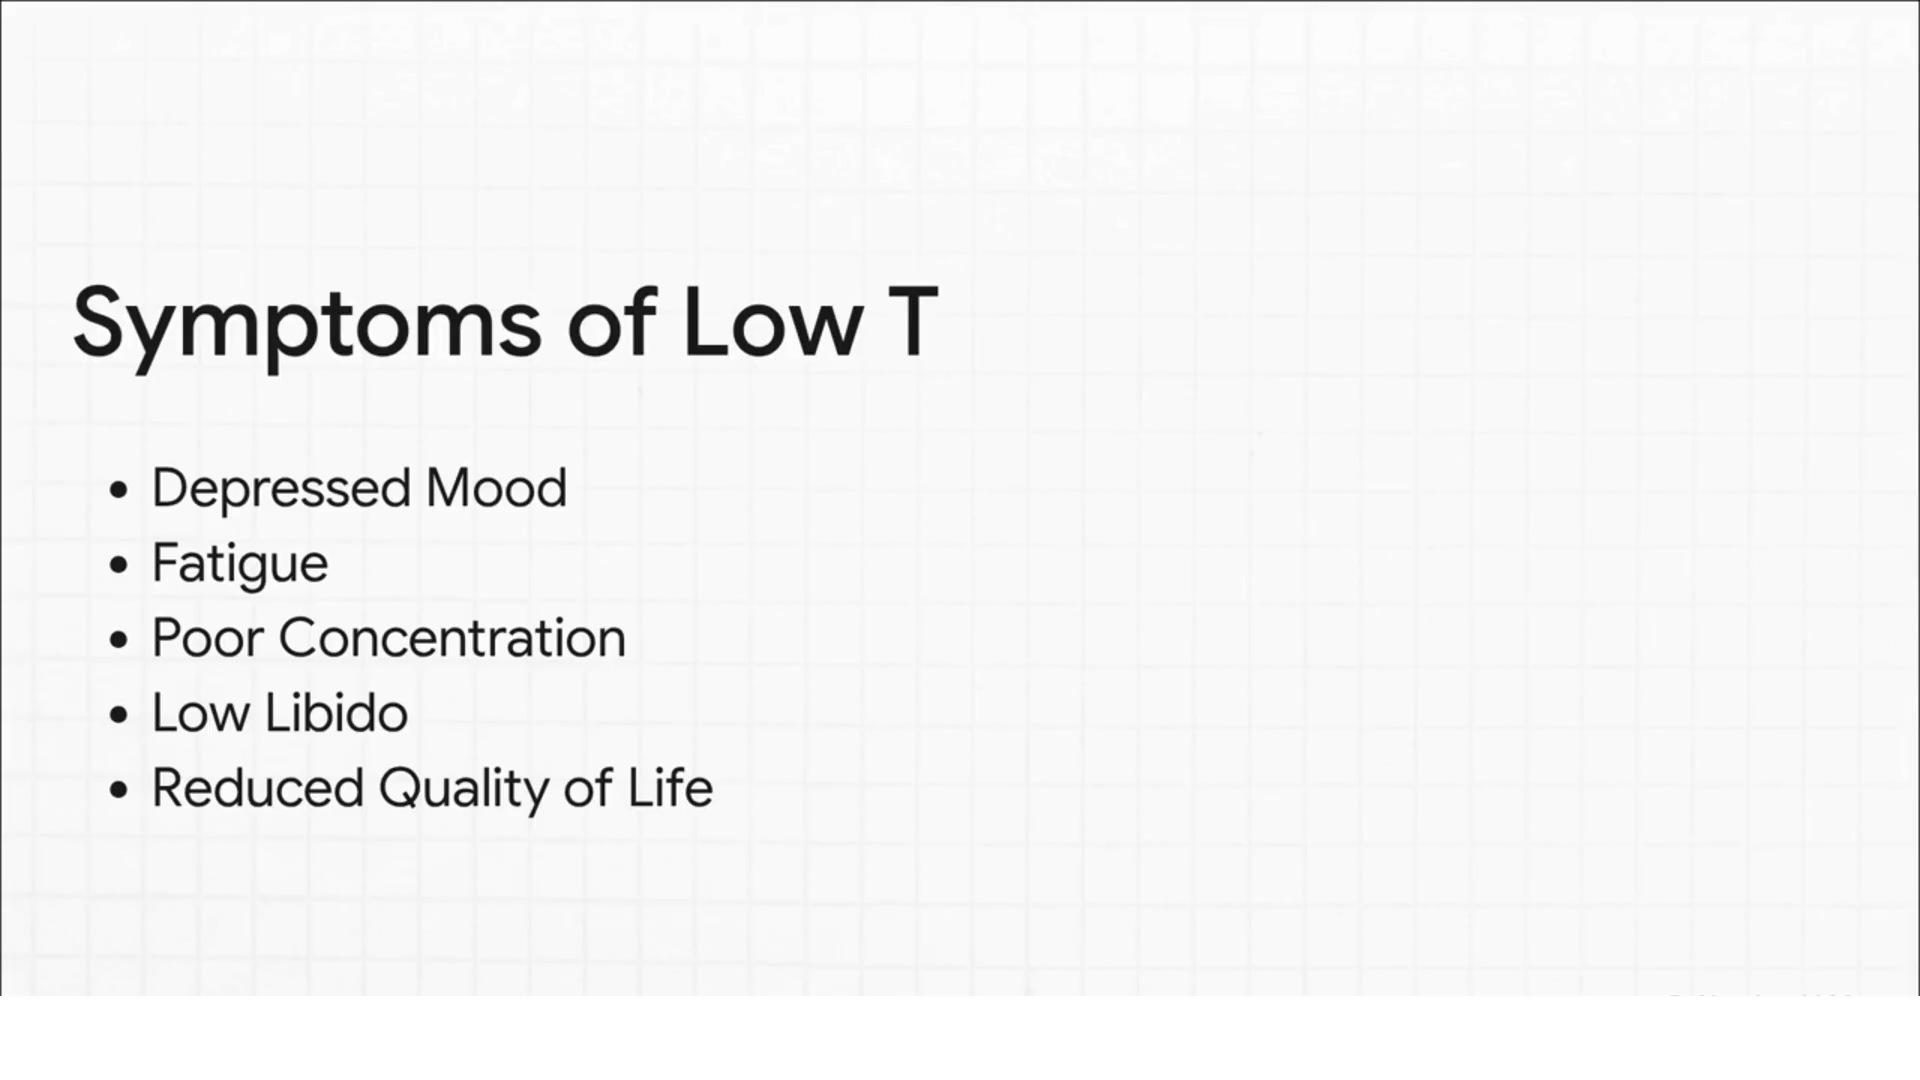 Symptoms of Low T
• Depressed Mood
• Fatigue
• Poor Concentration
• Low Libido
• Reduced Quality of Life